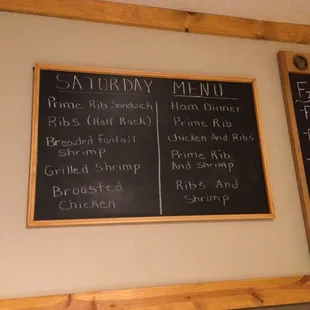 SATURDAY MENU
Prime Rib Sandwich
Ribs (Half Rack)
Breaded Fantail
Shrimp
Grilled Shrimp
Broasted
Chicken
Ham Dinner
Prime Rib
Chicken And Ribs
Prime Rib
And Shrimp
Ribs And
Shrimp